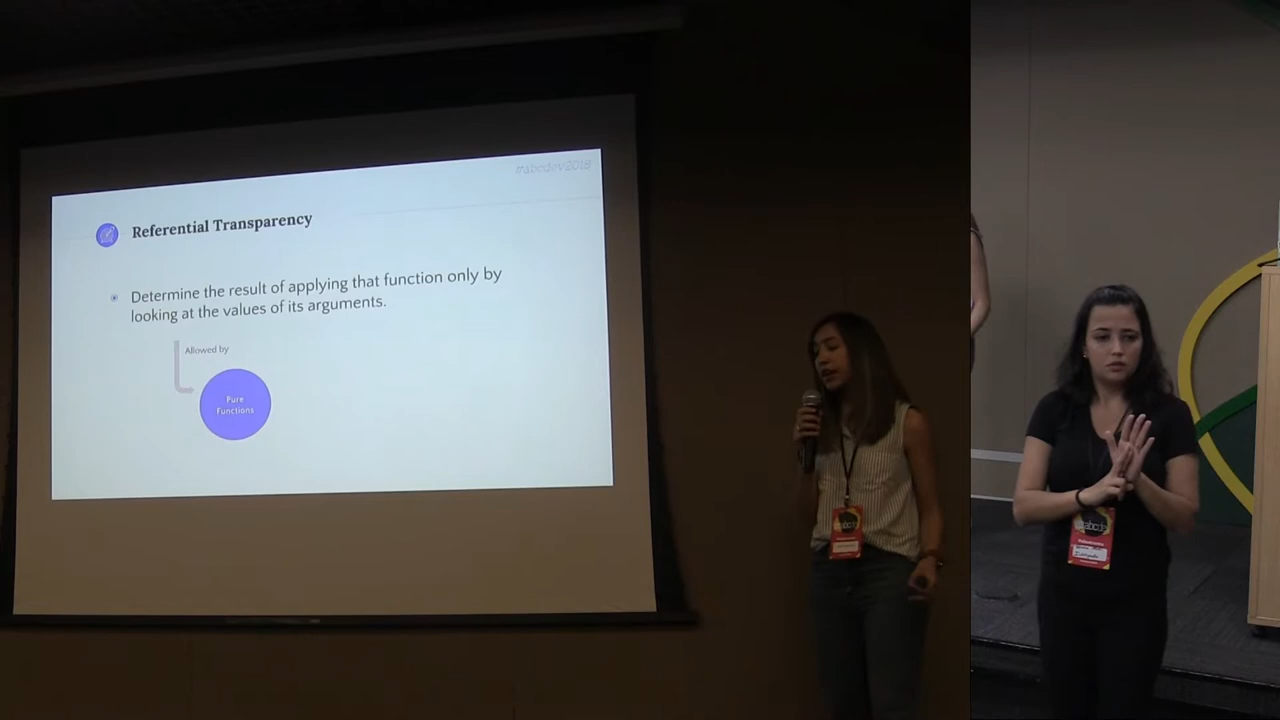 #abcdev2018
Referential Transparency
Determine the result of applying that function only by
looking at the values of its arguments.
Allowed by
Pure
Functions